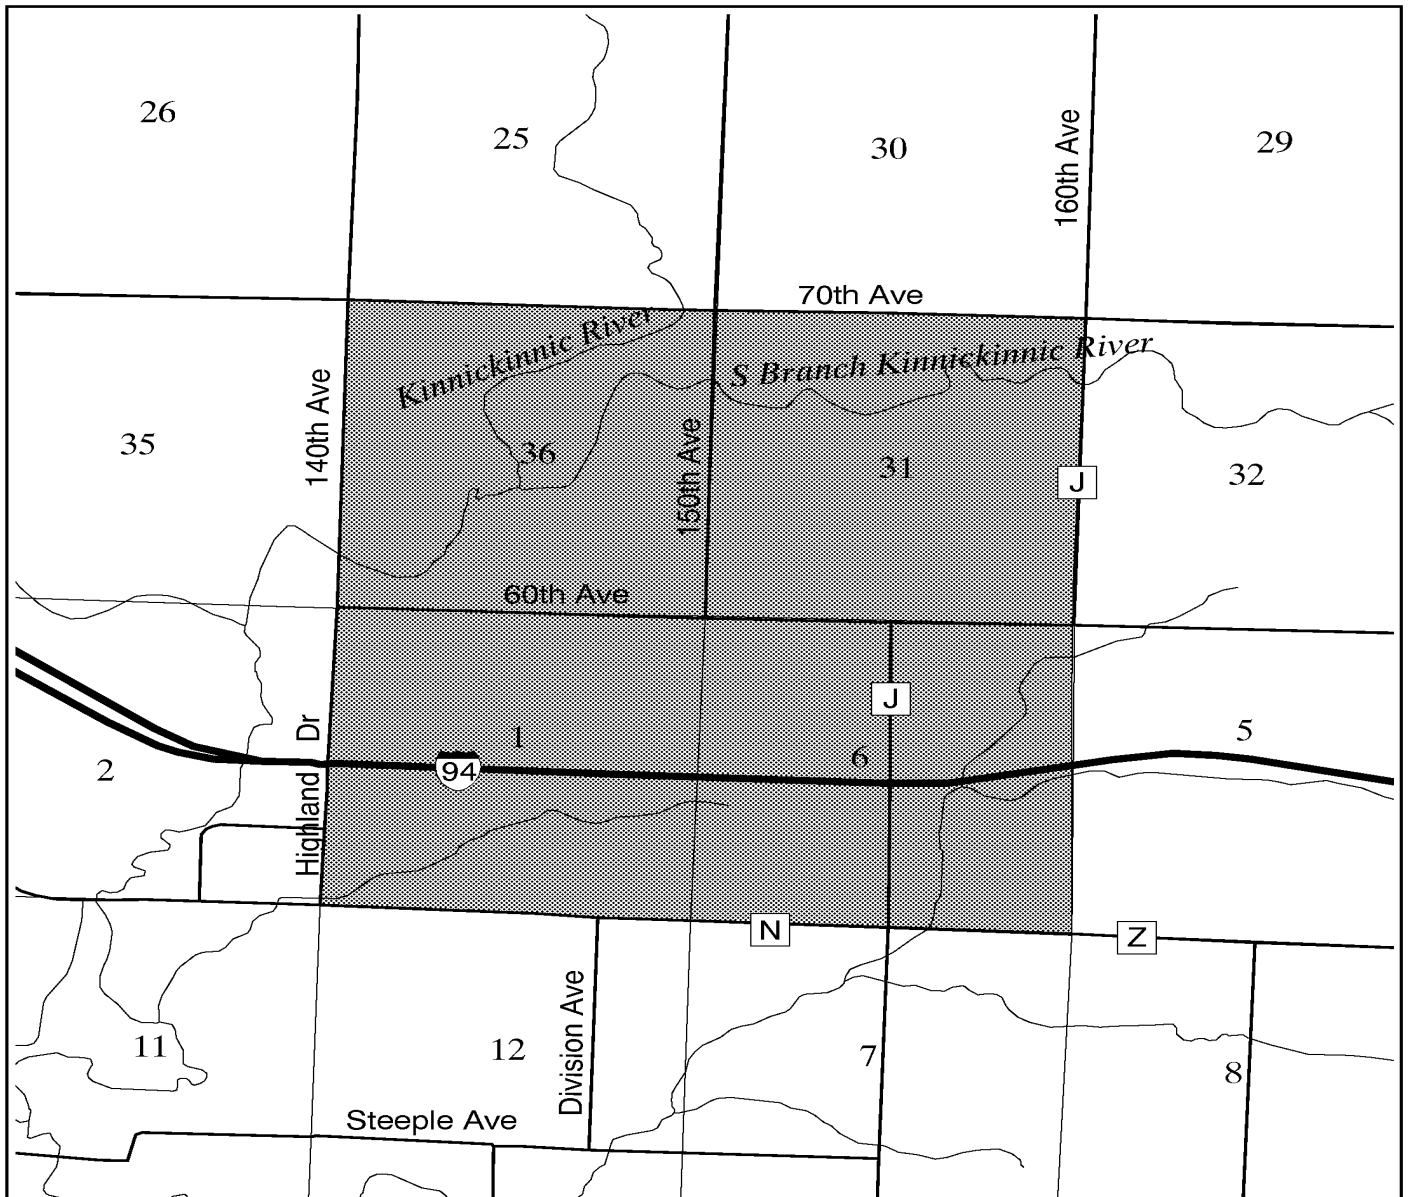 26
25
30
29
160th Ave
70th Ave
Kinnickinnic River
S Branch Kinnickinnic River
140th Ave
35
36
150th Ave
31
J
32
60th Ave
J
Highland Dr
1
5
2
94
6
N
Z
Division Ave
11
12
7
8
Steeple Ave